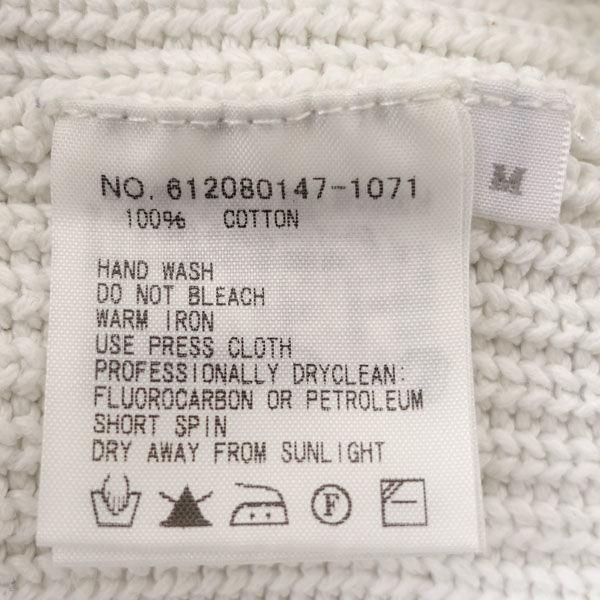 NO. 612080147-1071
100% COTTON
M
HAND WASH
DO NOT BLEACH
WARM IRON
USE PRESS CLOTH
PROFESSIONALLY DRYCLEAN:
FLUOROCARBON OR PETROLEUM
SHORT SPIN
DRY AWAY FROM SUNLIGHT
F